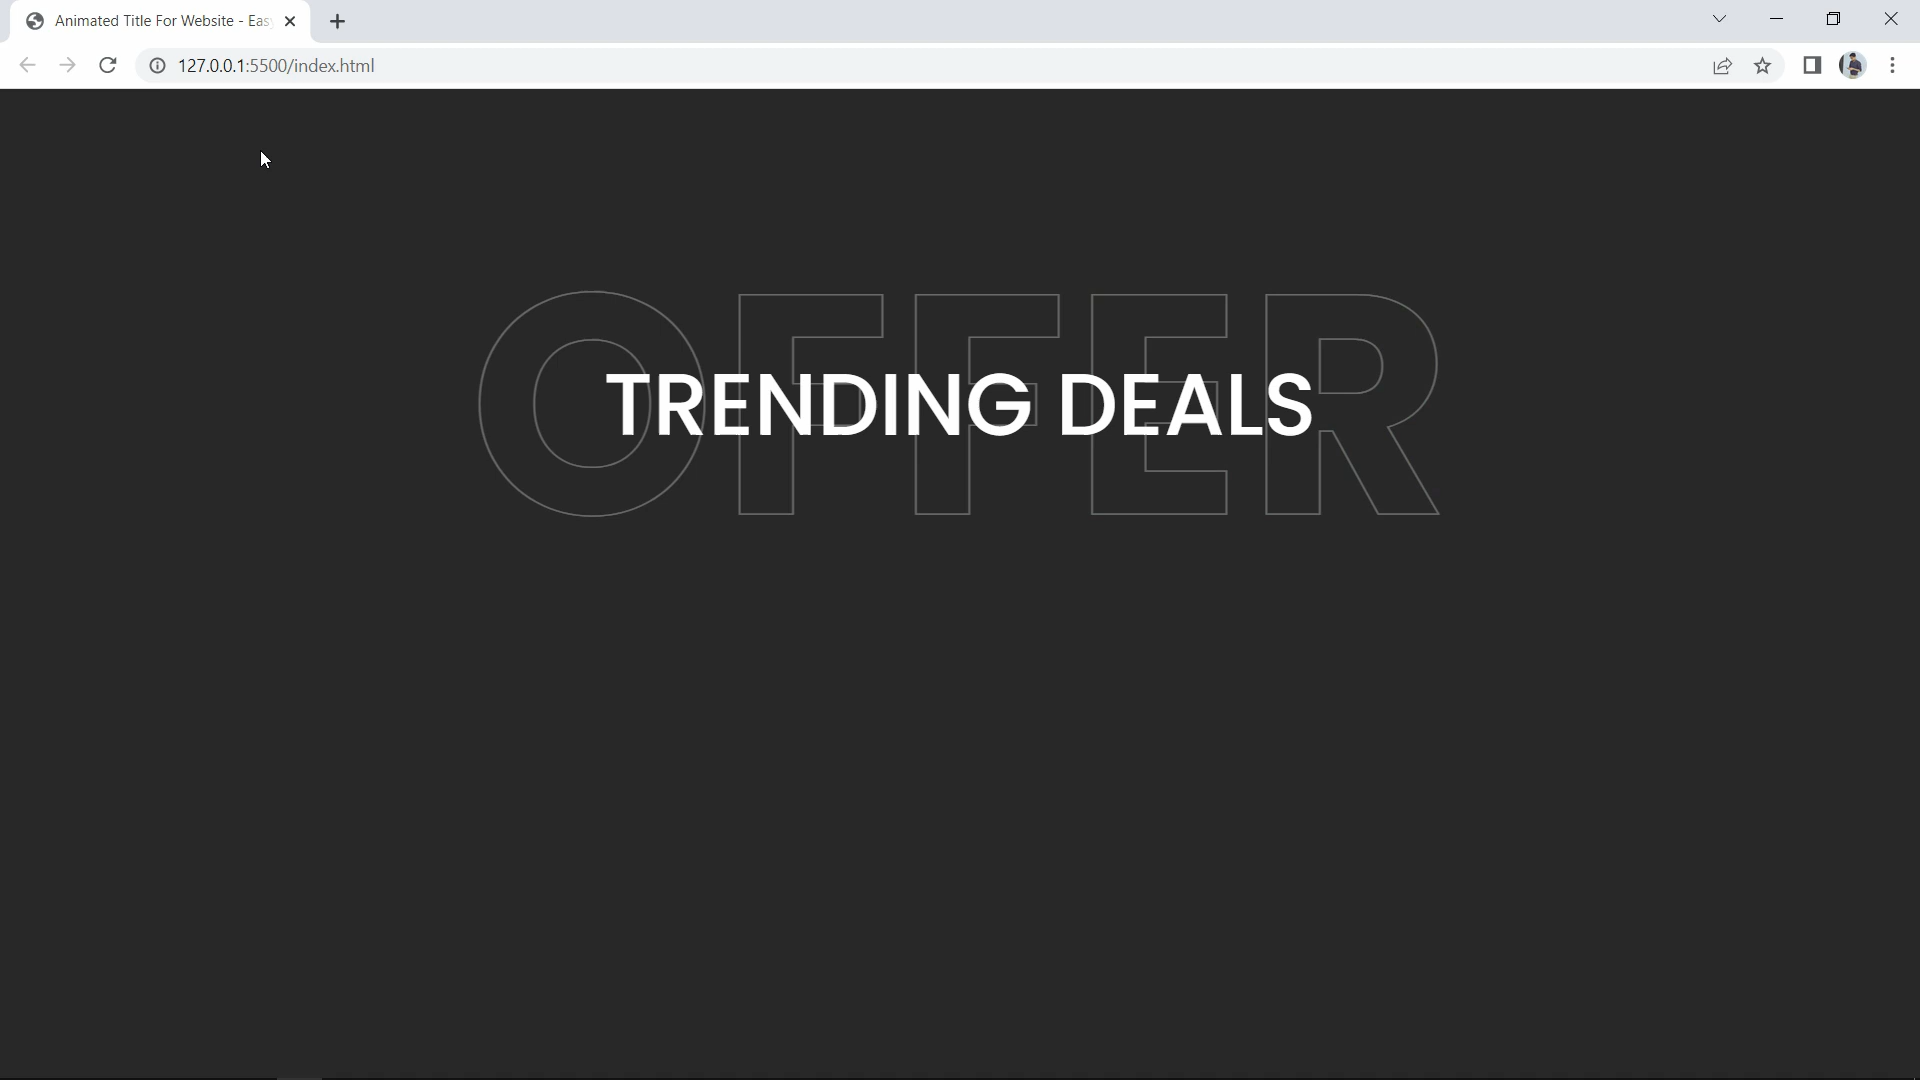 Animated Title For Website - Eas
127.0.0.1:5500/index.html
OFFER
TRENDING DEALS